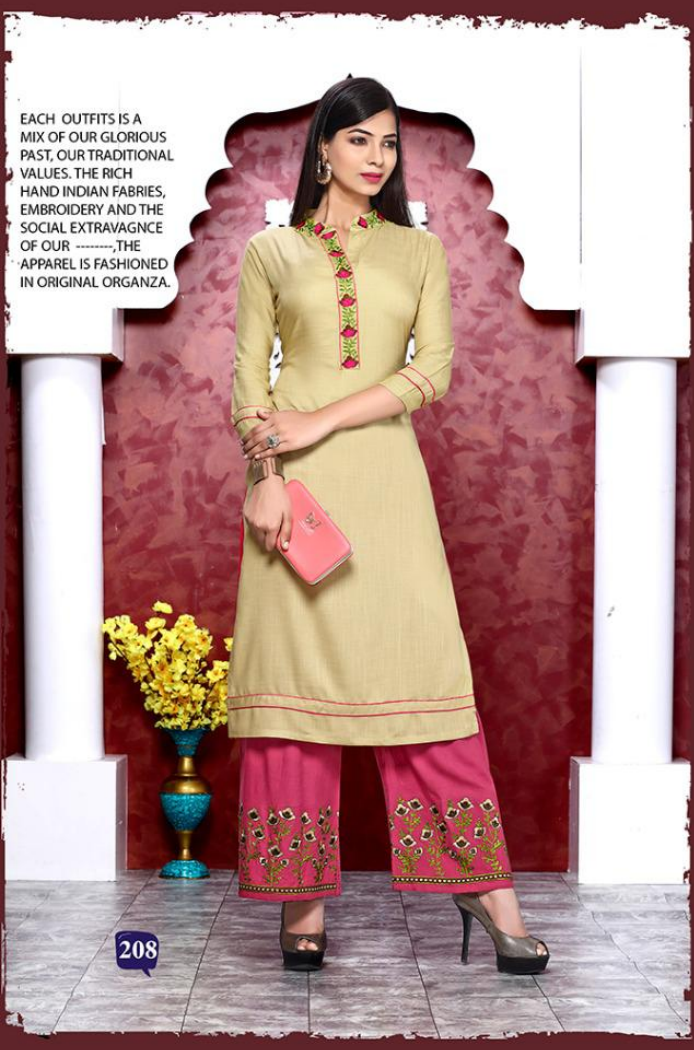 EACH OUTFITS IS A
MIX OF OUR GLORIOUS
PAST, OUR TRADITIONAL
VALUES. THE RICH
HAND INDIAN FABRIES,
EMBROIDERY AND THE
SOCIAL EXTRAVAGNCE
OF OUR --------,THE
APPAREL IS FASHIONED
IN ORIGINAL ORGANZA.
208